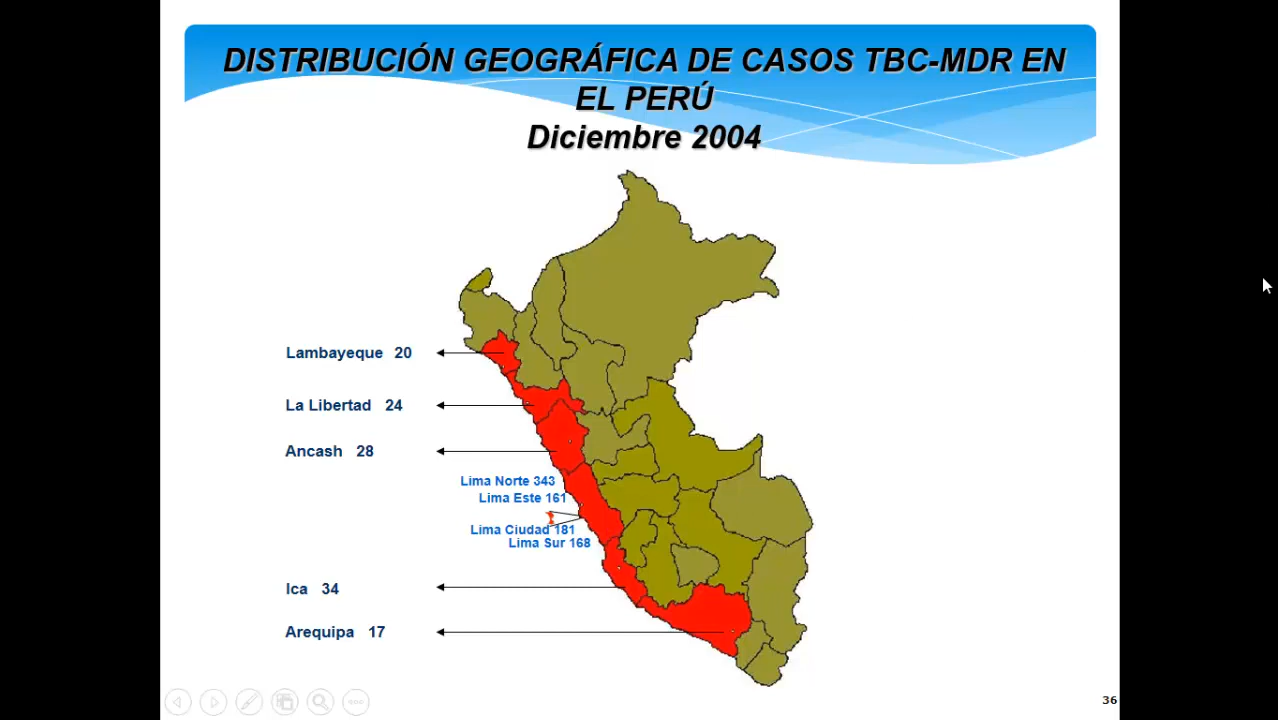 DISTRIBUCIÓN GEOGRÁFICA DE CASOS TBC-MDR EN
EL PERÚ
Diciembre 2004
Lambayeque 20
La Libertad 24
Ancash 28
Lima Norte 343
Lima Este 161
Lima Ciudad 181
Lima Sur 168
Ica 34
Arequipa 17
36